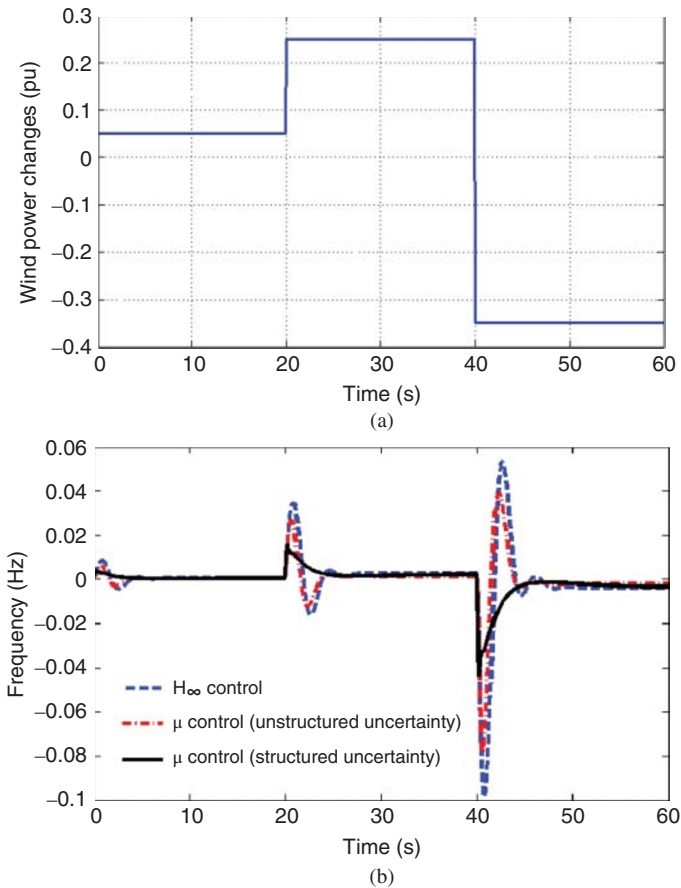 0.3
0.2
0.1
0
–0.1
–0.2
–0.3
–0.4
Wind power changes (pu)
0 10 20 30 40 50 60
Time (s)
(a)
0.06
0.04
0.02
0
–0.02
–0.04
–0.06
–0.08
–0.1
Frequency (Hz)
H∞ control
μ control (unstructured uncertainty)
μ control (structured uncertainty)
0 10 20 30 40 50 60
Time (s)
(b)